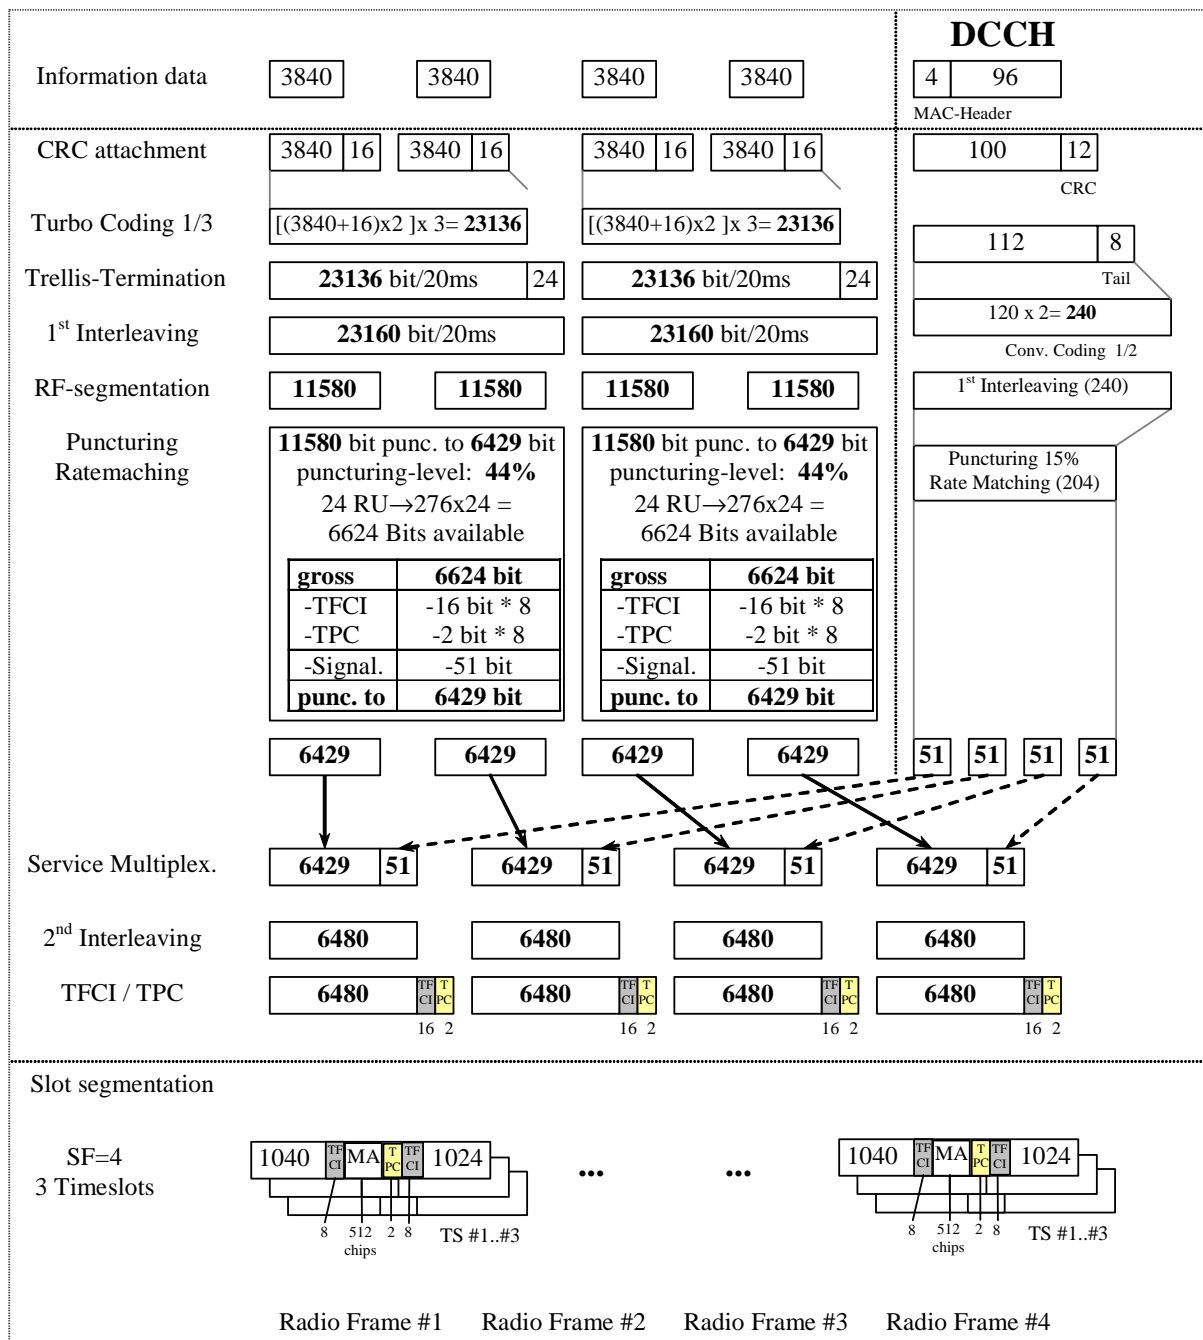 DCCH
Information data 3840 3840 3840 3840 4 96
MAC-Header
CRC attachment 3840 16 3840 16 3840 16 3840 16 100 12
CRC
Turbo Coding 1/3 [(3840+16)x2 ]x 3= 23136 [(3840+16)x2 ]x 3= 23136
112 8
Trellis-Termination 23136 bit/20ms 24 23136 bit/20ms 24
Tail
120 x 2= 240
1st Interleaving 23160 bit/20ms 23160 bit/20ms
Conv. Coding 1/2
RF-segmentation 11580 11580 11580 11580 1st Interleaving (240)
Puncturing 11580 bit punc. to 6429 bit 11580 bit punc. to 6429 bit Puncturing 15%
Ratemaching puncturing-level: 44% puncturing-level: 44% Rate Matching (204)
24 RU→276x24 = 24 RU→276x24 =
6624 Bits available 6624 Bits available
gross 6624 bit gross 6624 bit
-TFCI -16 bit * 8 -TFCI -16 bit * 8
-TPC -2 bit * 8 -TPC -2 bit * 8
-Signal. -51 bit -Signal. -51 bit
punc. to 6429 bit punc. to 6429 bit
6429 6429 6429 6429 51 51 51 51
Service Multiplex. 6429 51 6429 51 6429 51 6429 51
2nd Interleaving 6480 6480 6480 6480
TFCI / TPC 6480 TF CI T PC 6480 TF CI T PC 6480 TF CI T PC 6480 TF CI T PC
16 2 16 2 16 2 16 2
Slot segmentation
SF=4 1040 TF CI MA T PC TF CI 1024 ... ... 1040 TF CI MA T PC TF CI 1024
3 Timeslots
8 512 2 8 TS #1..#3 8 512 2 8 TS #1..#3
chips chips
Radio Frame #1 Radio Frame #2 Radio Frame #3 Radio Frame #4